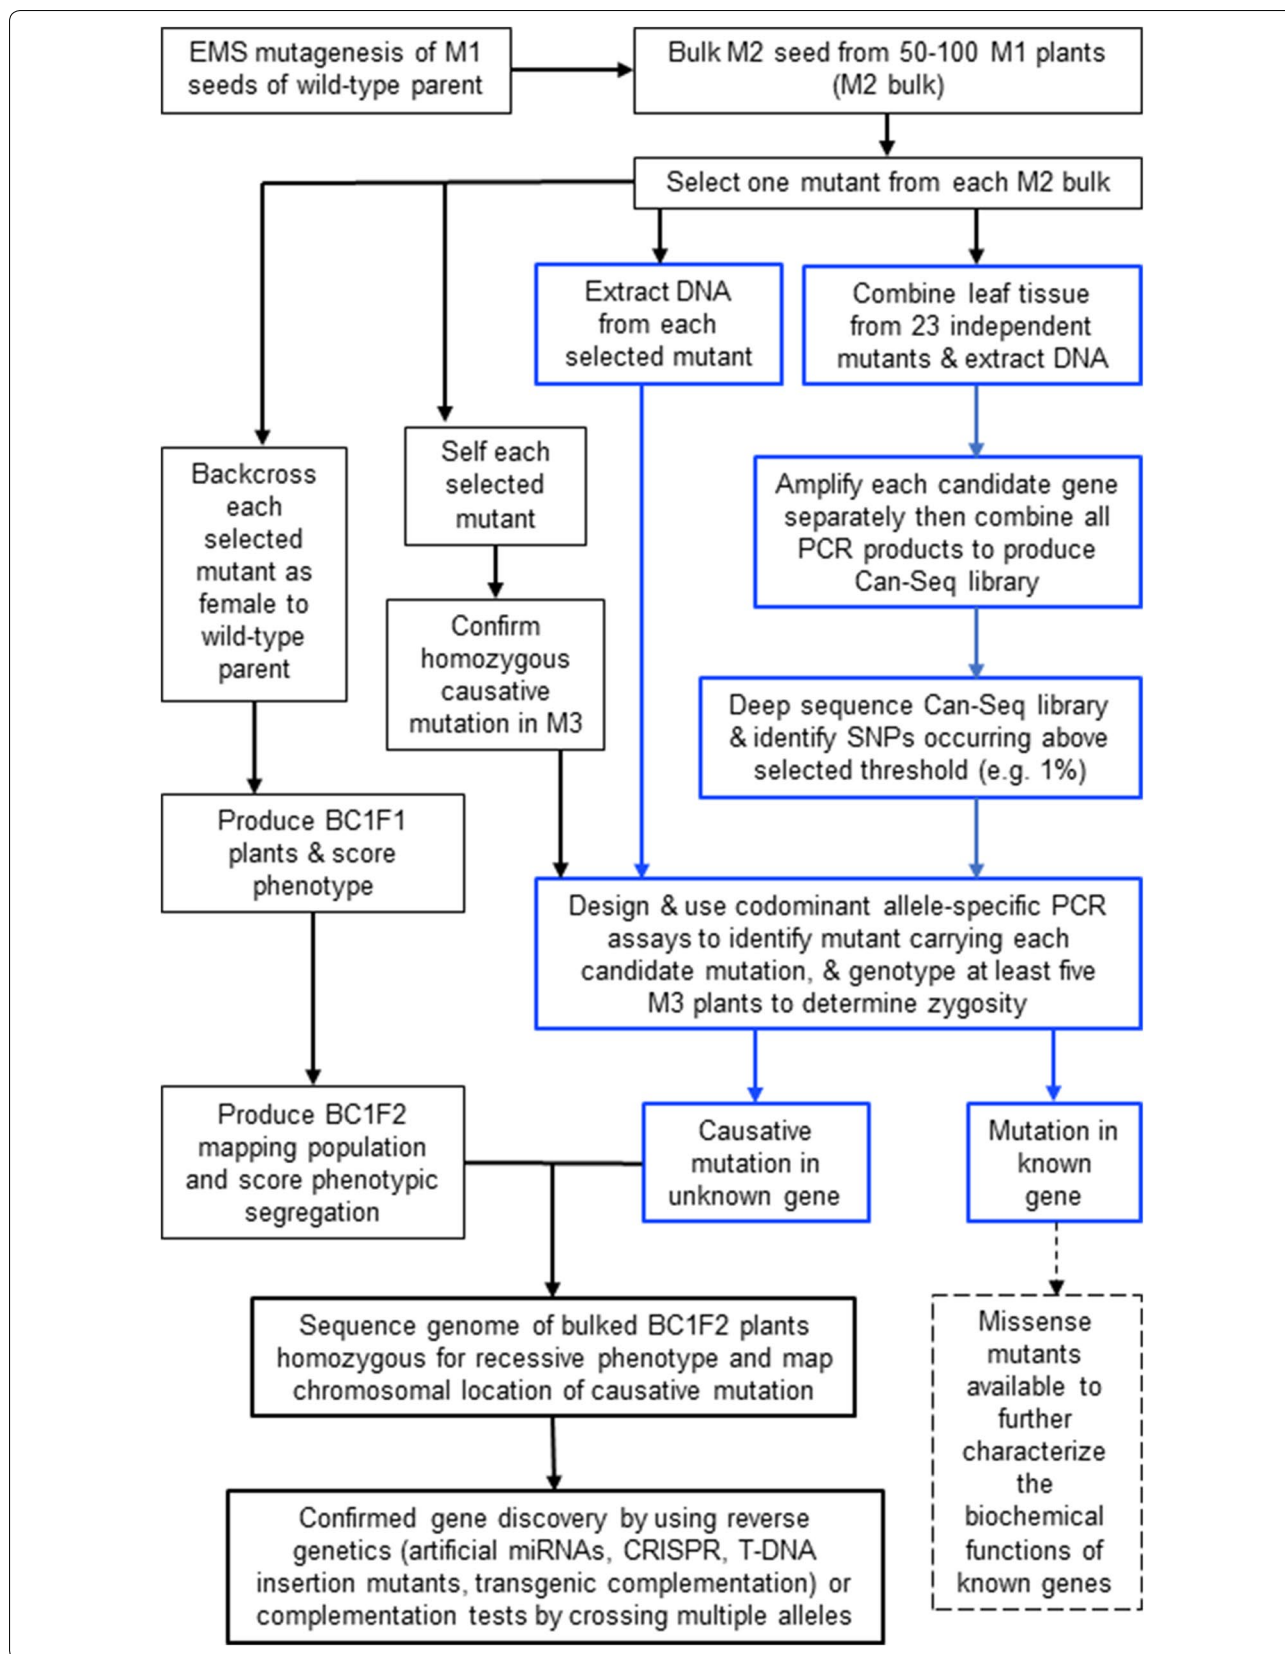 EMS mutagenesis of M1
seeds of wild-type parent
Bulk M2 seed from 50-100 M1 plants
(M2 bulk)
Select one mutant from each M2 bulk
Extract DNA
from each
selected mutant
Combine leaf tissue
from 23 independent
mutants & extract DNA
Backcross
each
selected
mutant as
female to
wild-type
parent
Self each
selected
mutant
Amplify each candidate gene
separately then combine all
PCR products to produce
Can-Seq library
Confirm
homozygous
causative
mutation in M3
Deep sequence Can-Seq library
& identify SNPs occurring above
selected threshold (e.g. 1%)
Produce BC1F1
plants & score
phenotype
Design & use codominant allele-specific PCR
assays to identify mutant carrying each
candidate mutation, & genotype at least five
M3 plants to determine zygosity
Produce BC1F2
mapping population
and score phenotypic
segregation
Causative
mutation in
unknown gene
Mutation in
known
gene
Sequence genome of bulked BC1F2 plants
homozygous for recessive phenotype and map
chromosomal location of causative mutation
Missense
mutants
available to
further
characterize
the
biochemical
functions of
known genes
Confirmed gene discovery by using reverse
genetics (artificial miRNAs, CRISPR, T-DNA
insertion mutants, transgenic complementation) or
complementation tests by crossing multiple alleles